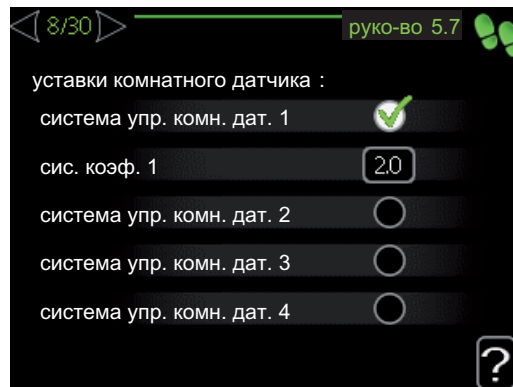 8/30
руко-во 5.7
уставки комнатного датчика :
система упр. комн. дат. 1
сис. коэф. 1 2.0
система упр. комн. дат. 2
система упр. комн. дат. 3
система упр. комн. дат. 4
?